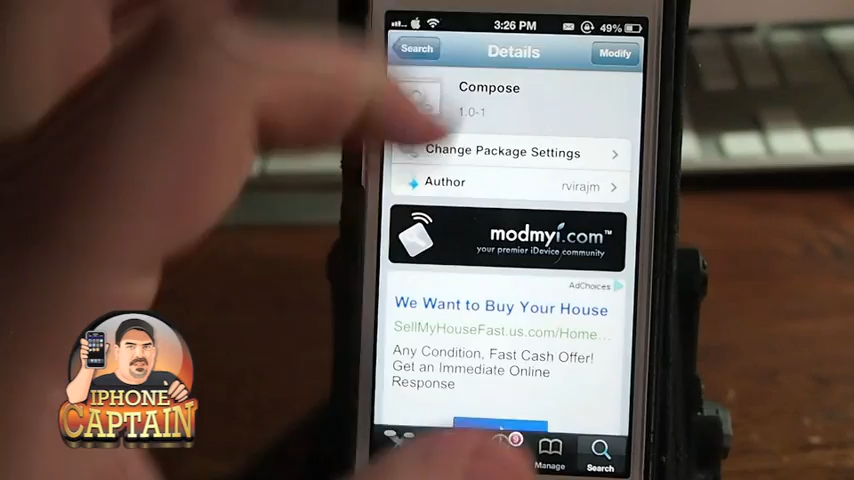 3:26 PM
49%
Search
Details
Modify
Compose
1.0-1
Change Package Settings
Author
rvirajm
modmyi.com™
your premier iDevice community
AdChoices
We Want to Buy Your House
SellMyHouseFast.us.com/Home...
Any Condition, Fast Cash Offer!
Get an Immediate Online
Response
9
Manage
Search
IPHONE
CAPTAIN